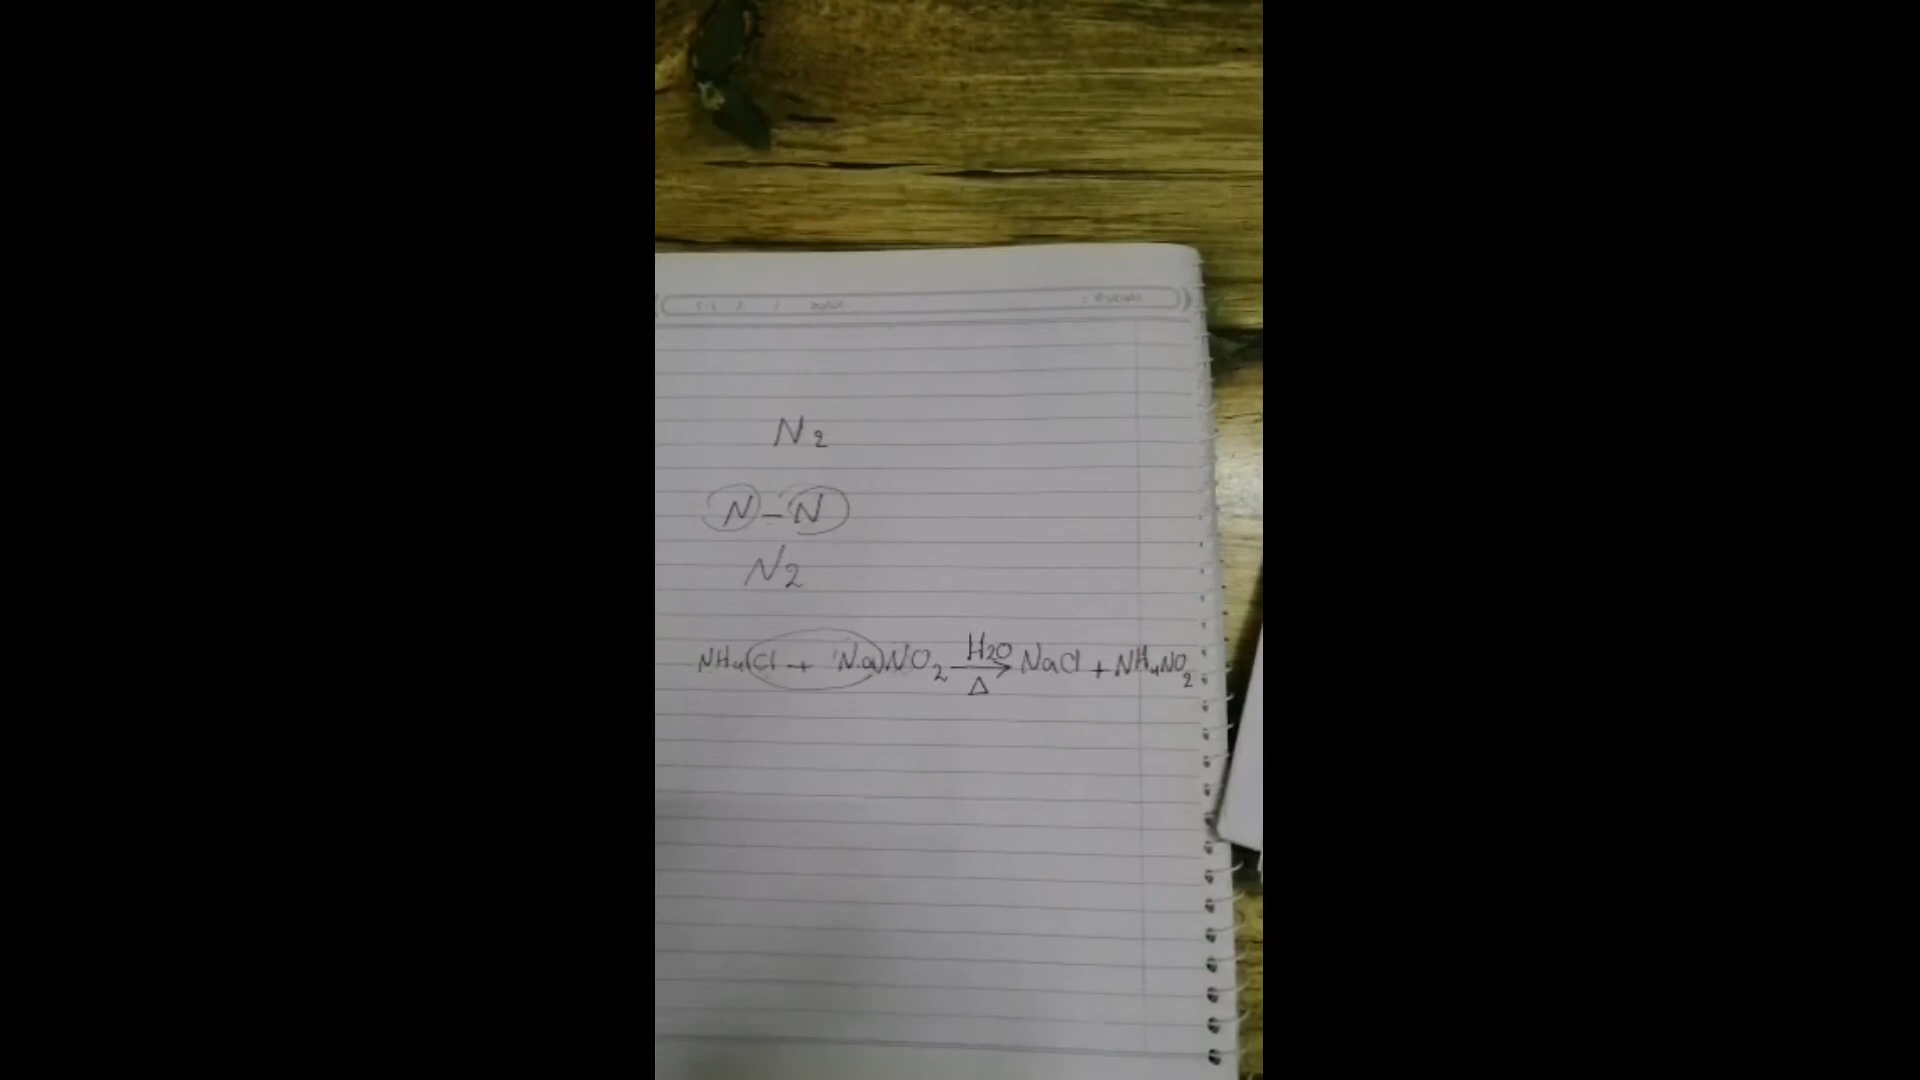 N2
N-N
N2
NH4Cl + NaNO2 H2O → Δ NaCl + NH4NO2